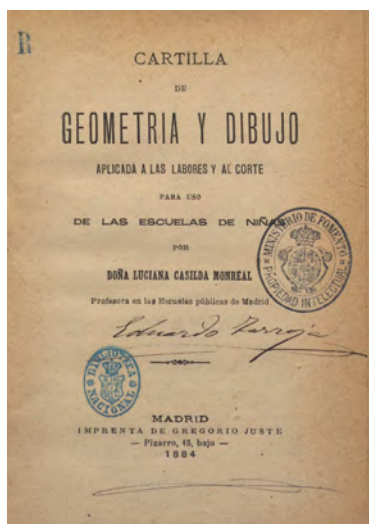 R
CARTILLA
DE
GEOMETRIA Y DIBUJO
APLICADA A LAS LABORES Y AL CORTE
PARA USO
DE LAS ESCUELAS DE NIÑAS
POR
DOÑA LUCIANA CASILDA MONREAL
Profesora en las Escuelas públicas de Madrid
MINISTERIO DE FOMENTO
PROPIEDAD INTELECTUAL
Eduardo
BIBLIOTECA
NACIONAL
MADRID
IMPRENTA DE GREGORIO JUSTE
— Pizarro, 15, bajo —
1884